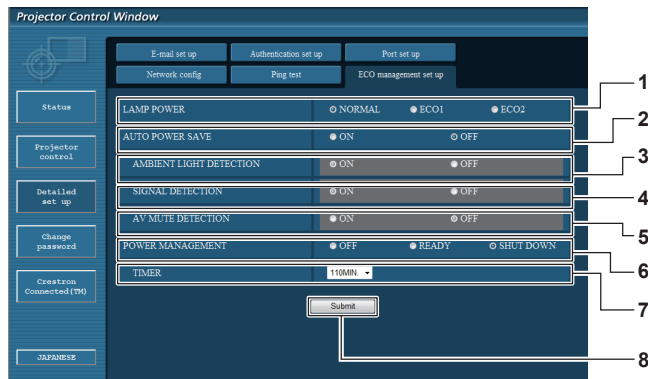 Projector Control Window
E-mail set up Authentication set up Port set up
Network config Ping test ECO management set up
Status
Projector control
Detailed set up
Change password
Crestron Connected(TM)
JAPANESE
LAMP POWER NORMAL ECO1 ECO2 1
AUTO POWER SAVE ON OFF 2
AMBIENT LIGHT DETECTION ON OFF 3
SIGNAL DETECTION ON OFF 4
AV MUTE DETECTION ON OFF 5
POWER MANAGEMENT OFF READY SHUT DOWN 6
TIMER 110MIN. 7
Submit 8